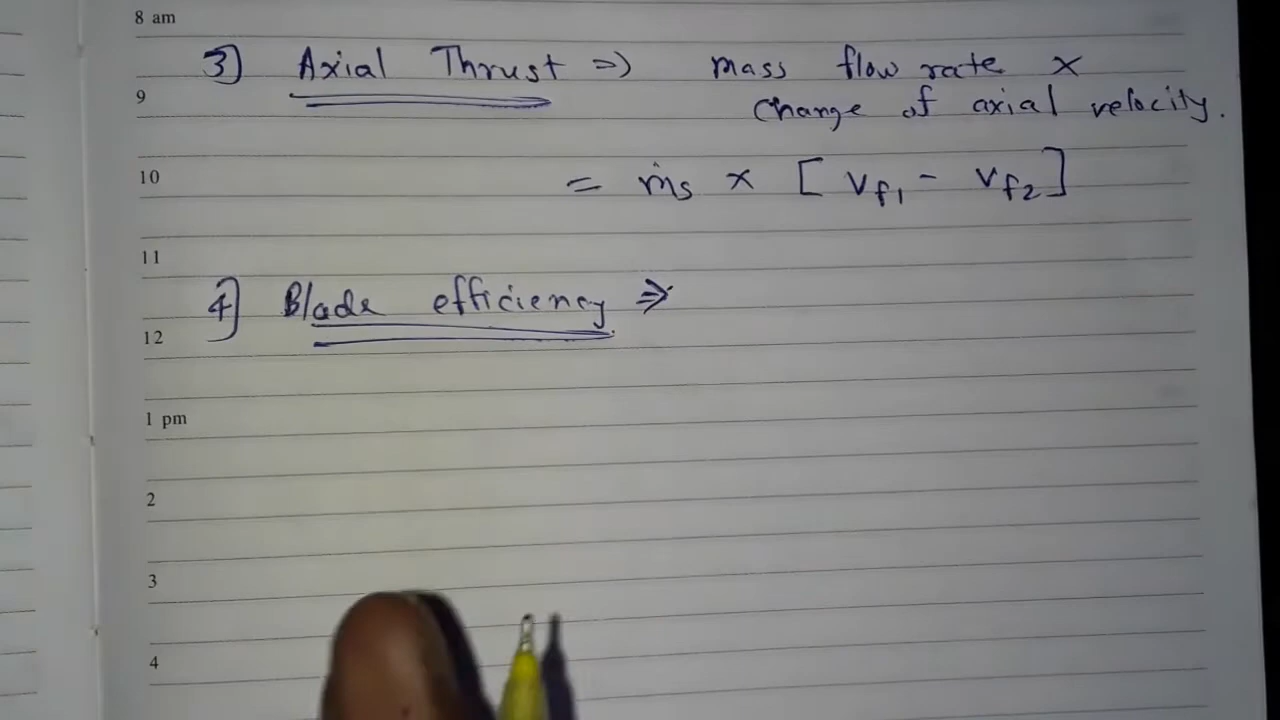 8 am
3) Axial Thrust => mass flow rate x
9
change of axial velocity.
10
= ṁs x [Vf1 - Vf2]
11
4) Blade efficiency =>
12
1 pm
2
3
4